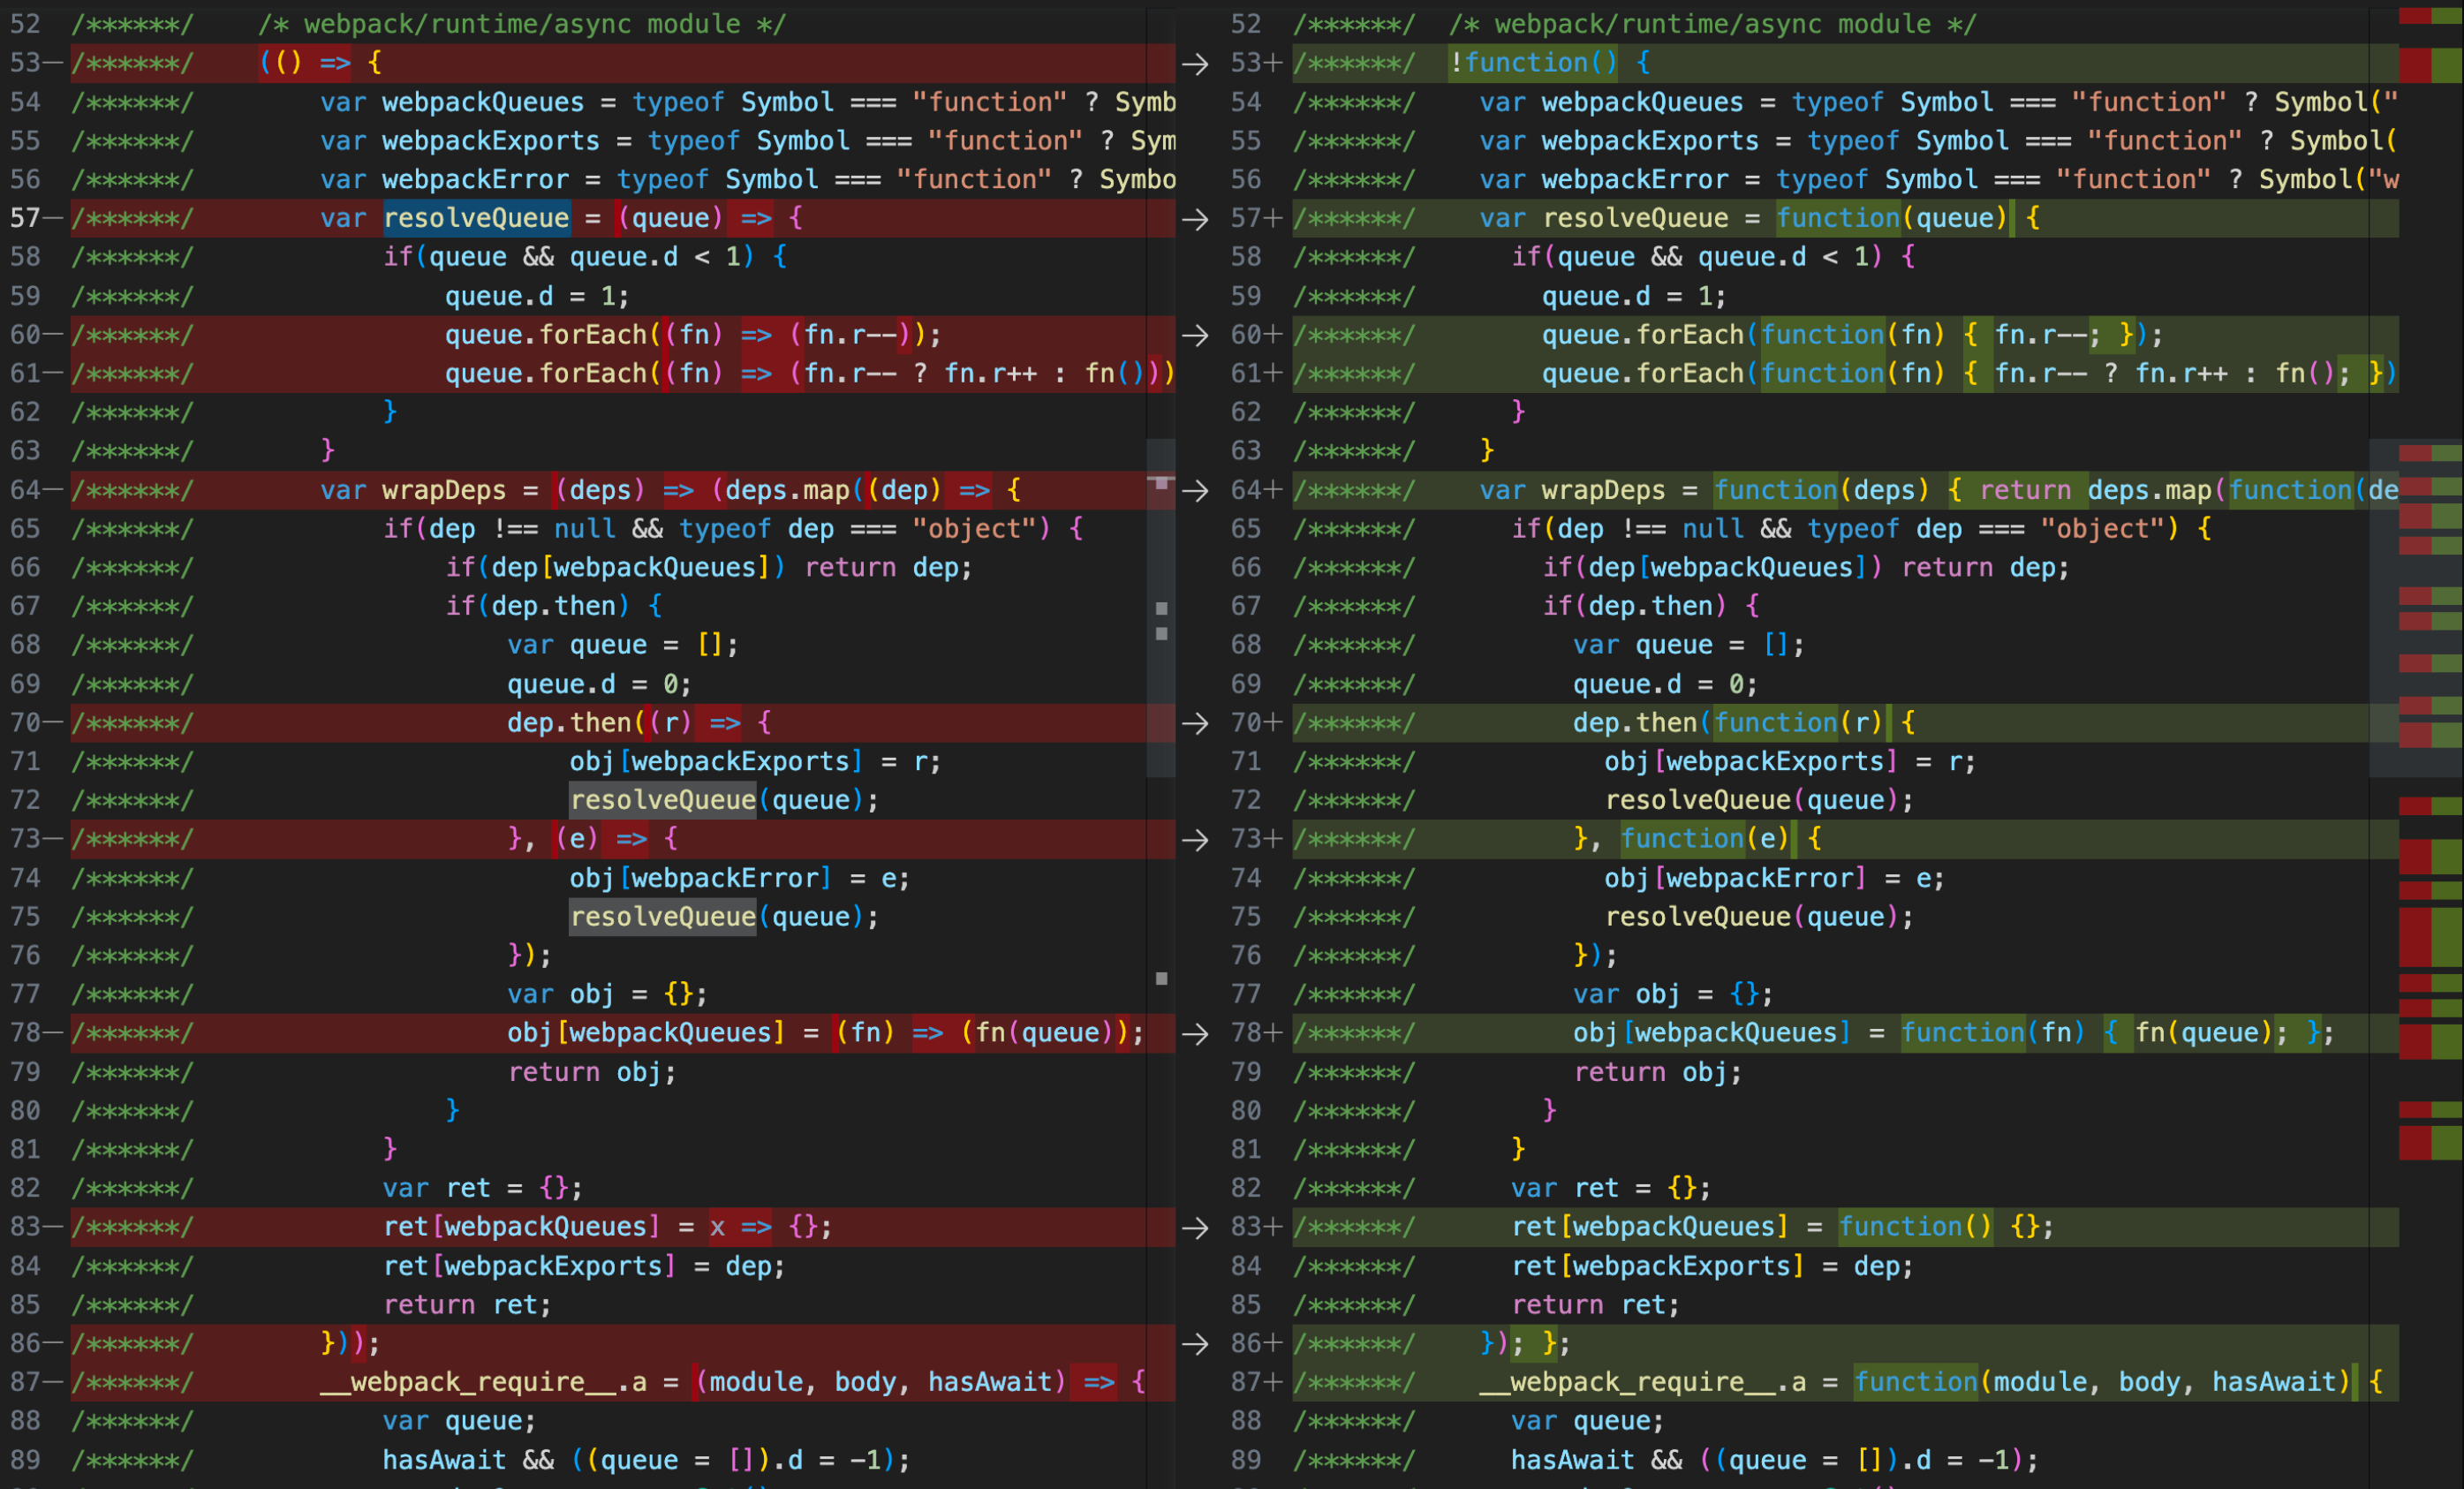 52 /******/ /* webpack/runtime/async module */
53— /******/ (() => {
54 /******/ var webpackQueues = typeof Symbol === "function" ? Symb
55 /******/ var webpackExports = typeof Symbol === "function" ? Sym
56 /******/ var webpackError = typeof Symbol === "function" ? Symbo
57— /******/ var resolveQueue = (queue) => {
58 /******/ if(queue && queue.d < 1) {
59 /******/ queue.d = 1;
60— /******/ queue.forEach((fn) => (fn.r--));
61— /******/ queue.forEach((fn) => (fn.r-- ? fn.r++ : fn()))
62 /******/ }
63 /******/ }
64— /******/ var wrapDeps = (deps) => (deps.map((dep) => {
65 /******/ if(dep !== null && typeof dep === "object") {
66 /******/ if(dep[webpackQueues]) return dep;
67 /******/ if(dep.then) {
68 /******/ var queue = [];
69 /******/ queue.d = 0;
70— /******/ dep.then((r) => {
71 /******/ obj[webpackExports] = r;
72 /******/ resolveQueue(queue);
73— /******/ }, (e) => {
74 /******/ obj[webpackError] = e;
75 /******/ resolveQueue(queue);
76 /******/ });
77 /******/ var obj = {};
78— /******/ obj[webpackQueues] = (fn) => (fn(queue));
79 /******/ return obj;
80 /******/ }
81 /******/ }
82 /******/ var ret = {};
83— /******/ ret[webpackQueues] = x => {};
84 /******/ ret[webpackExports] = dep;
85 /******/ return ret;
86— /******/ }));
87— /******/ __webpack_require__.a = (module, body, hasAwait) => {
88 /******/ var queue;
89 /******/ hasAwait && ((queue = []).d = -1);
52 /******/ /* webpack/runtime/async module */
→ 53+ /******/ !function() {
54 /******/ var webpackQueues = typeof Symbol === "function" ? Symbol("
55 /******/ var webpackExports = typeof Symbol === "function" ? Symbol(
56 /******/ var webpackError = typeof Symbol === "function" ? Symbol("w
→ 57+ /******/ var resolveQueue = function(queue) {
58 /******/ if(queue && queue.d < 1) {
59 /******/ queue.d = 1;
→ 60+ /******/ queue.forEach(function(fn) { fn.r--; });
61+ /******/ queue.forEach(function(fn) { fn.r-- ? fn.r++ : fn(); })
62 /******/ }
63 /******/ }
→ 64+ /******/ var wrapDeps = function(deps) { return deps.map(function(de
65 /******/ if(dep !== null && typeof dep === "object") {
66 /******/ if(dep[webpackQueues]) return dep;
67 /******/ if(dep.then) {
68 /******/ var queue = [];
69 /******/ queue.d = 0;
→ 70+ /******/ dep.then(function(r) {
71 /******/ obj[webpackExports] = r;
72 /******/ resolveQueue(queue);
→ 73+ /******/ }, function(e) {
74 /******/ obj[webpackError] = e;
75 /******/ resolveQueue(queue);
76 /******/ });
77 /******/ var obj = {};
→ 78+ /******/ obj[webpackQueues] = function(fn) { fn(queue); };
79 /******/ return obj;
80 /******/ }
81 /******/ }
82 /******/ var ret = {};
→ 83+ /******/ ret[webpackQueues] = function() {};
84 /******/ ret[webpackExports] = dep;
85 /******/ return ret;
→ 86+ /******/ }); };
87+ /******/ __webpack_require__.a = function(module, body, hasAwait) {
88 /******/ var queue;
89 /******/ hasAwait && ((queue = []).d = -1);